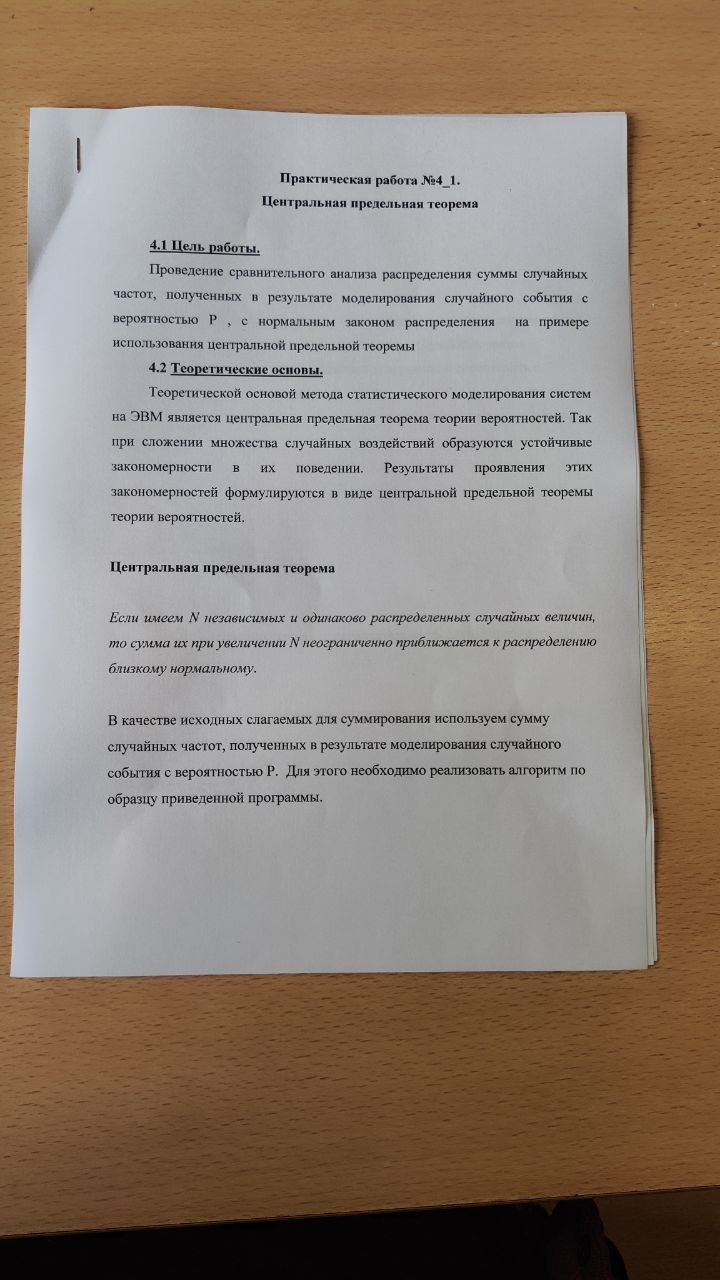 Практическая работа №4_1.
Центральная предельная теорема
4.1 Цель работы.
Проведение сравнительного анализа распределения суммы случайных
частот, полученных в результате моделирования случайного события с
вероятностью P , с нормальным законом распределения на примере
использования центральной предельной теоремы
4.2 Теоретические основы.
Теоретической основой метода статистического моделирования систем
на ЭВМ является центральная предельная теорема теории вероятностей. Так
при сложении множества случайных воздействий образуются устойчивые
закономерности в их поведении. Результаты проявления этих
закономерностей формулируются в виде центральной предельной теоремы
теории вероятностей.
Центральная предельная теорема
Если имеем N независимых и одинаково распределенных случайных величин,
то сумма их при увеличении N неограниченно приближается к распределению
близкому нормальному.
В качестве исходных слагаемых для суммирования используем сумму
случайных частот, полученных в результате моделирования случайного
события с вероятностью P. Для этого необходимо реализовать алгоритм по
образцу приведенной программы.